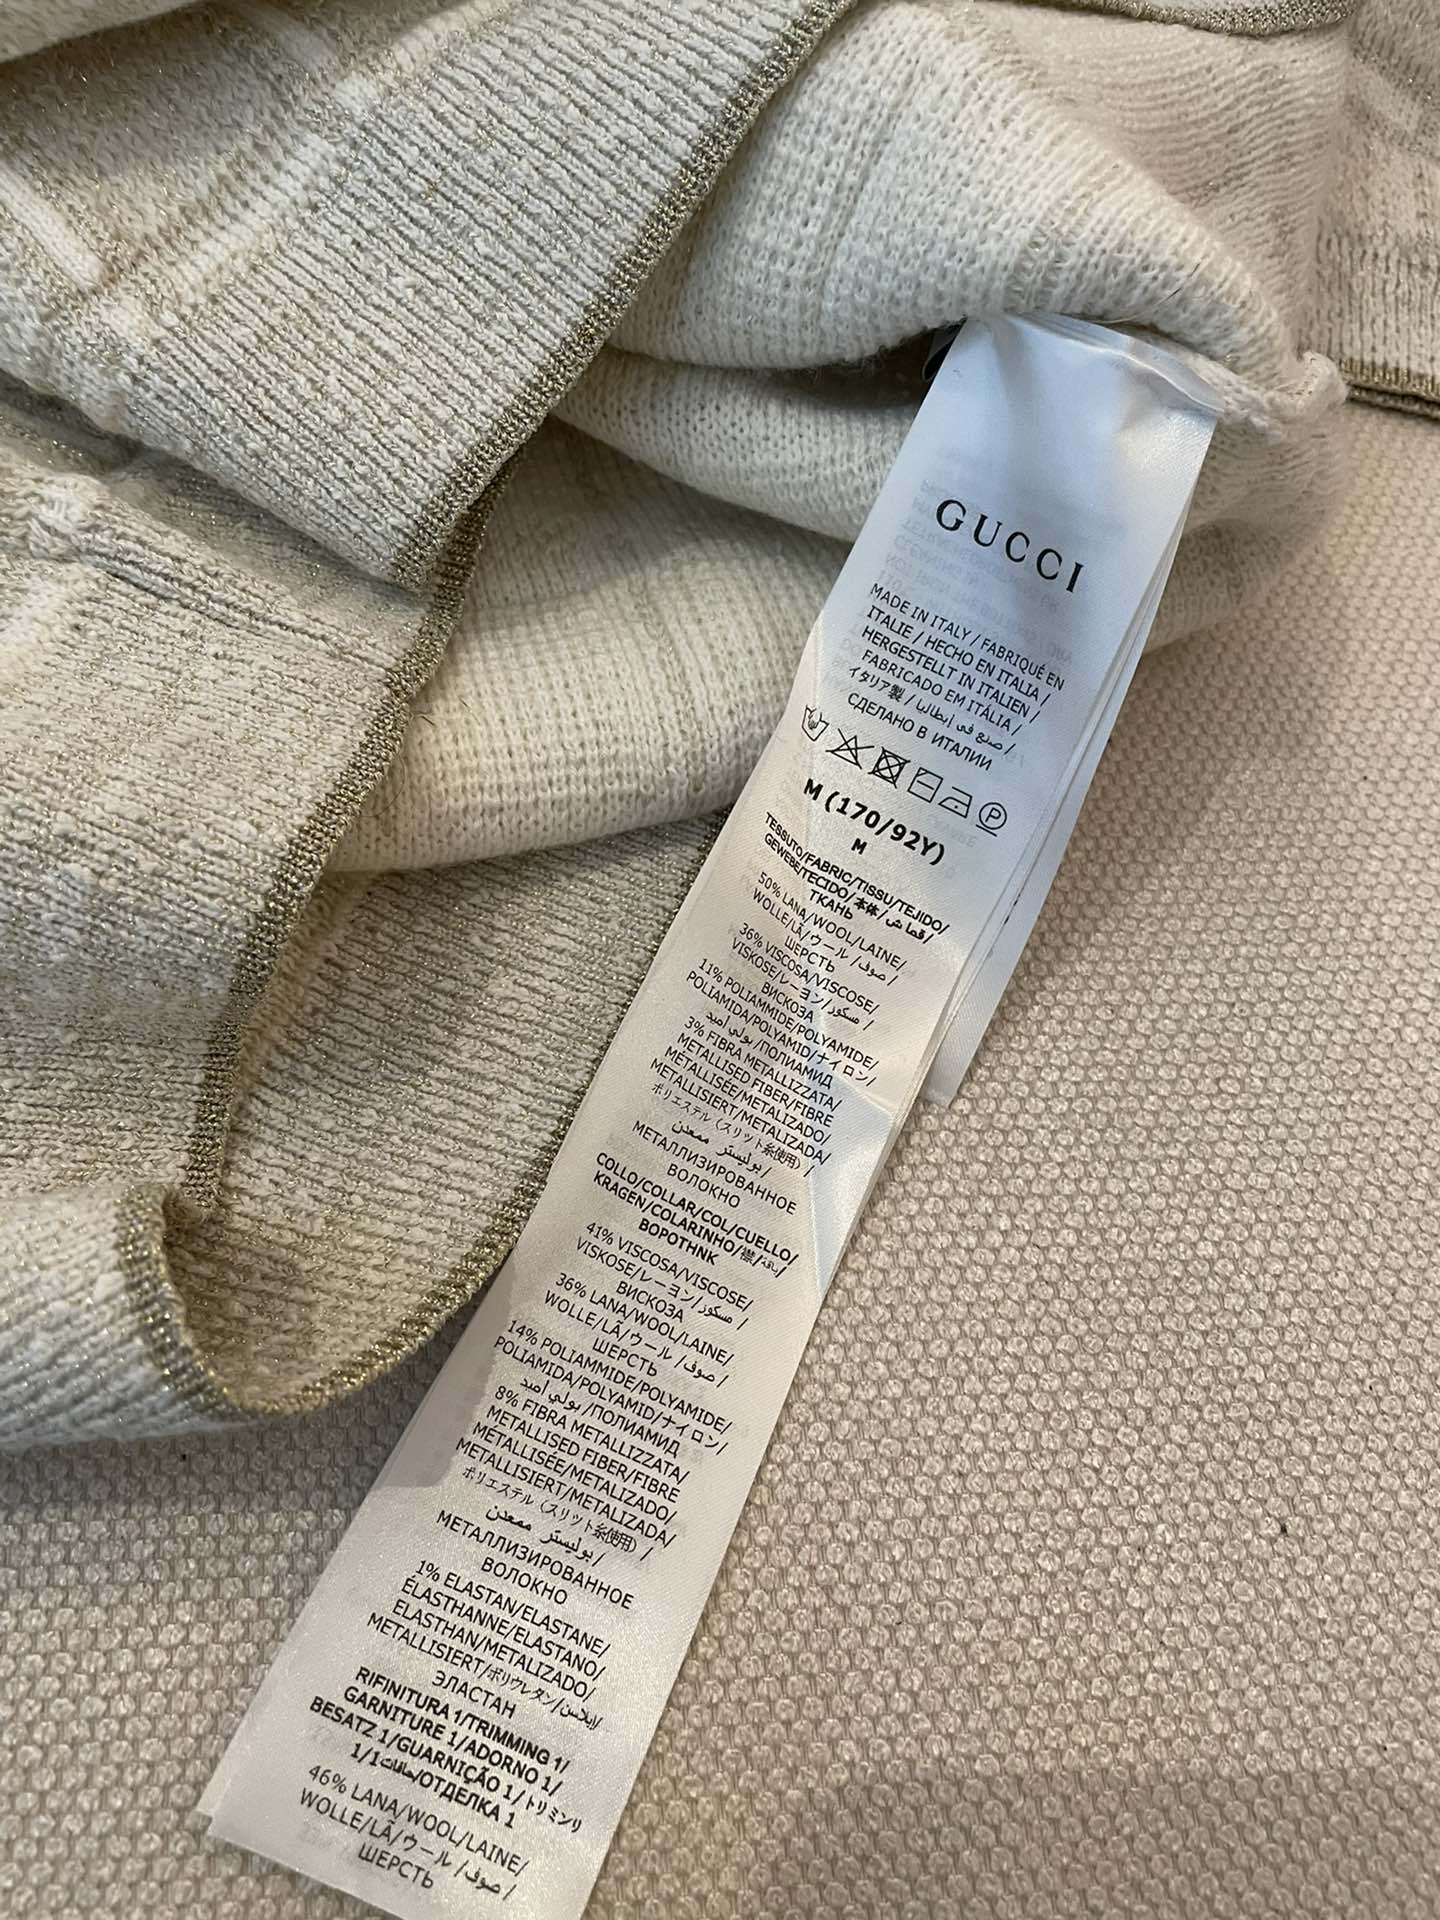 GUCCI
MADE IN ITALY / FABRIQUÉ EN
ITALIE / HECHO EN ITALIA /
HERGESTELLT IN ITALIEN /
FABRICADO EM ITÁLIA /
イタリア製 / صنع في إيطاليا /
СДЕЛАНО В ИТАЛИИ
P
M (170/92Y)
M
TESSUTO/FABRIC/TISSU/TEJIDO/
GEWEBE/TECIDO/本体/قماش/
ТКАНЬ
50% LANA/WOOL/LAINE/
WOLLE/LÃ/ウール/صوف/
ШЕРСТЬ
36% VISCOSA/VISCOSE/
VISKOSE/レーヨン/مسكوز/
ВИСКОЗА
11% POLIAMMIDE/POLYAMIDE/
POLIAMIDA/POLYAMID/ナイロン/
بولي أميد/ПОЛИАМИД
3% FIBRA METALLIZZATA/
METALLISED FIBER/FIBRE
MÉTALLISÉE/METALIZADO/
METALLISIERT/METALIZADA/
ポリエステル（スリット糸使用）/
بوليستر ممعدن/
МЕТАЛЛИЗИРОВАННОЕ
ВОЛОКНО
COLLO/COLLAR/COL/CUELLO/
KRAGEN/COLARINHO/襟/ياقة/
ВОРОТНІК
41% VISCOSA/VISCOSE/
VISKOSE/レーヨン/مسكوز/
ВИСКОЗА
36% LANA/WOOL/LAINE/
WOLLE/LÃ/ウール/صوف/
ШЕРСТЬ
14% POLIAMMIDE/POLYAMIDE/
POLIAMIDA/POLYAMID/ナイロン/
بولي أميد/ПОЛИАМИД
8% FIBRA METALLIZZATA/
METALLISED FIBER/FIBRE
MÉTALLISÉE/METALIZADO/
METALLISIERT/METALIZADA/
ポリエステル（スリット糸使用）/
بوليستر ممعدن/
МЕТАЛЛИЗИРОВАННОЕ
ВОЛОКНО
1% ELASTAN/ELASTANE/
ÉLASTHANNE/ELASTANO/
ELASTHAN/METALIZADO/
METALLISIERT/ポリウレタン/إيلاستن/
ЭЛАСТАН
RIFINITURA 1/TRIMMING 1/
GARNITURE 1/ADORNO 1/
BESATZ 1/GUARNIÇÃO 1/トリミング
1/1حافات/ОТДЕЛКА 1
46% LANA/WOOL/LAINE/
WOLLE/LÃ/ウール/صوف/
ШЕРСТЬ